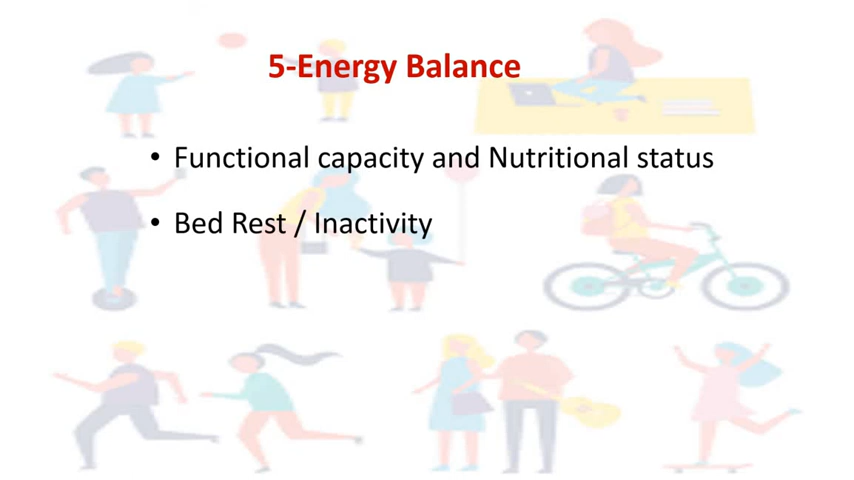 5-Energy Balance
• Functional capacity and Nutritional status
• Bed Rest / Inactivity